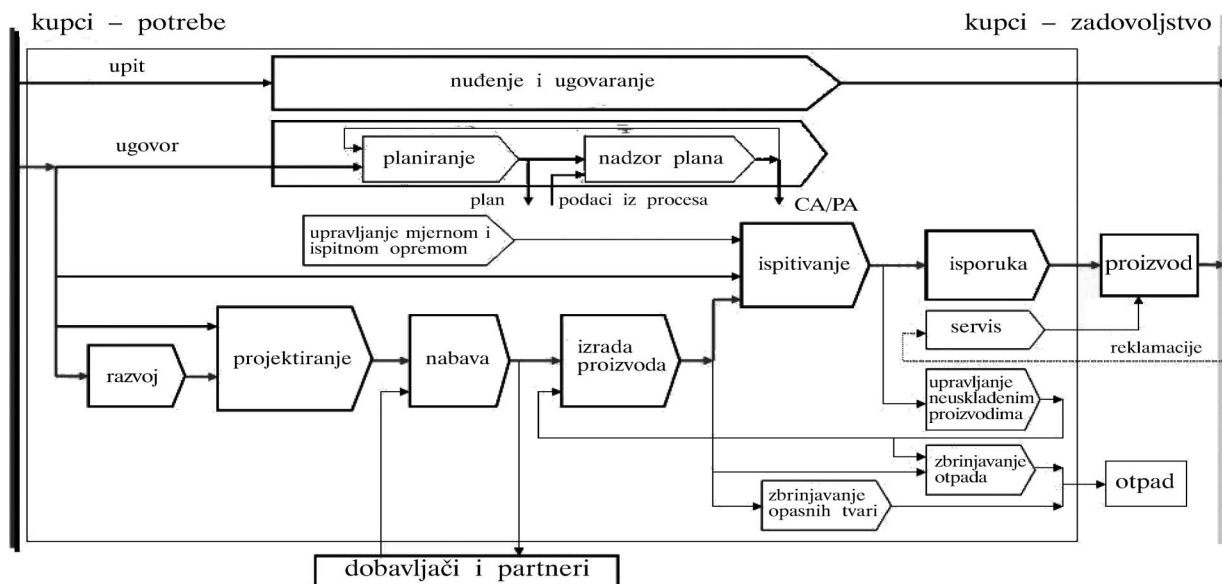 kupci – potrebe
kupci – zadovoljstvo
upit
nuđenje i ugovaranje
ugovor
planiranje
nadzor plana
plan
podaci iz procesa
CA/PA
upravljanje mjernom i
ispitnom opremom
ispitivanje
isporuka
proizvod
servis
reklamacije
razvoj
projektiranje
nabava
izrada
proizvoda
upravljanje
neuskladenim
proizvodima
zbrinjavanje
otpada
zbrinjavanje
opasnih tvari
otpad
dobavljači i partneri